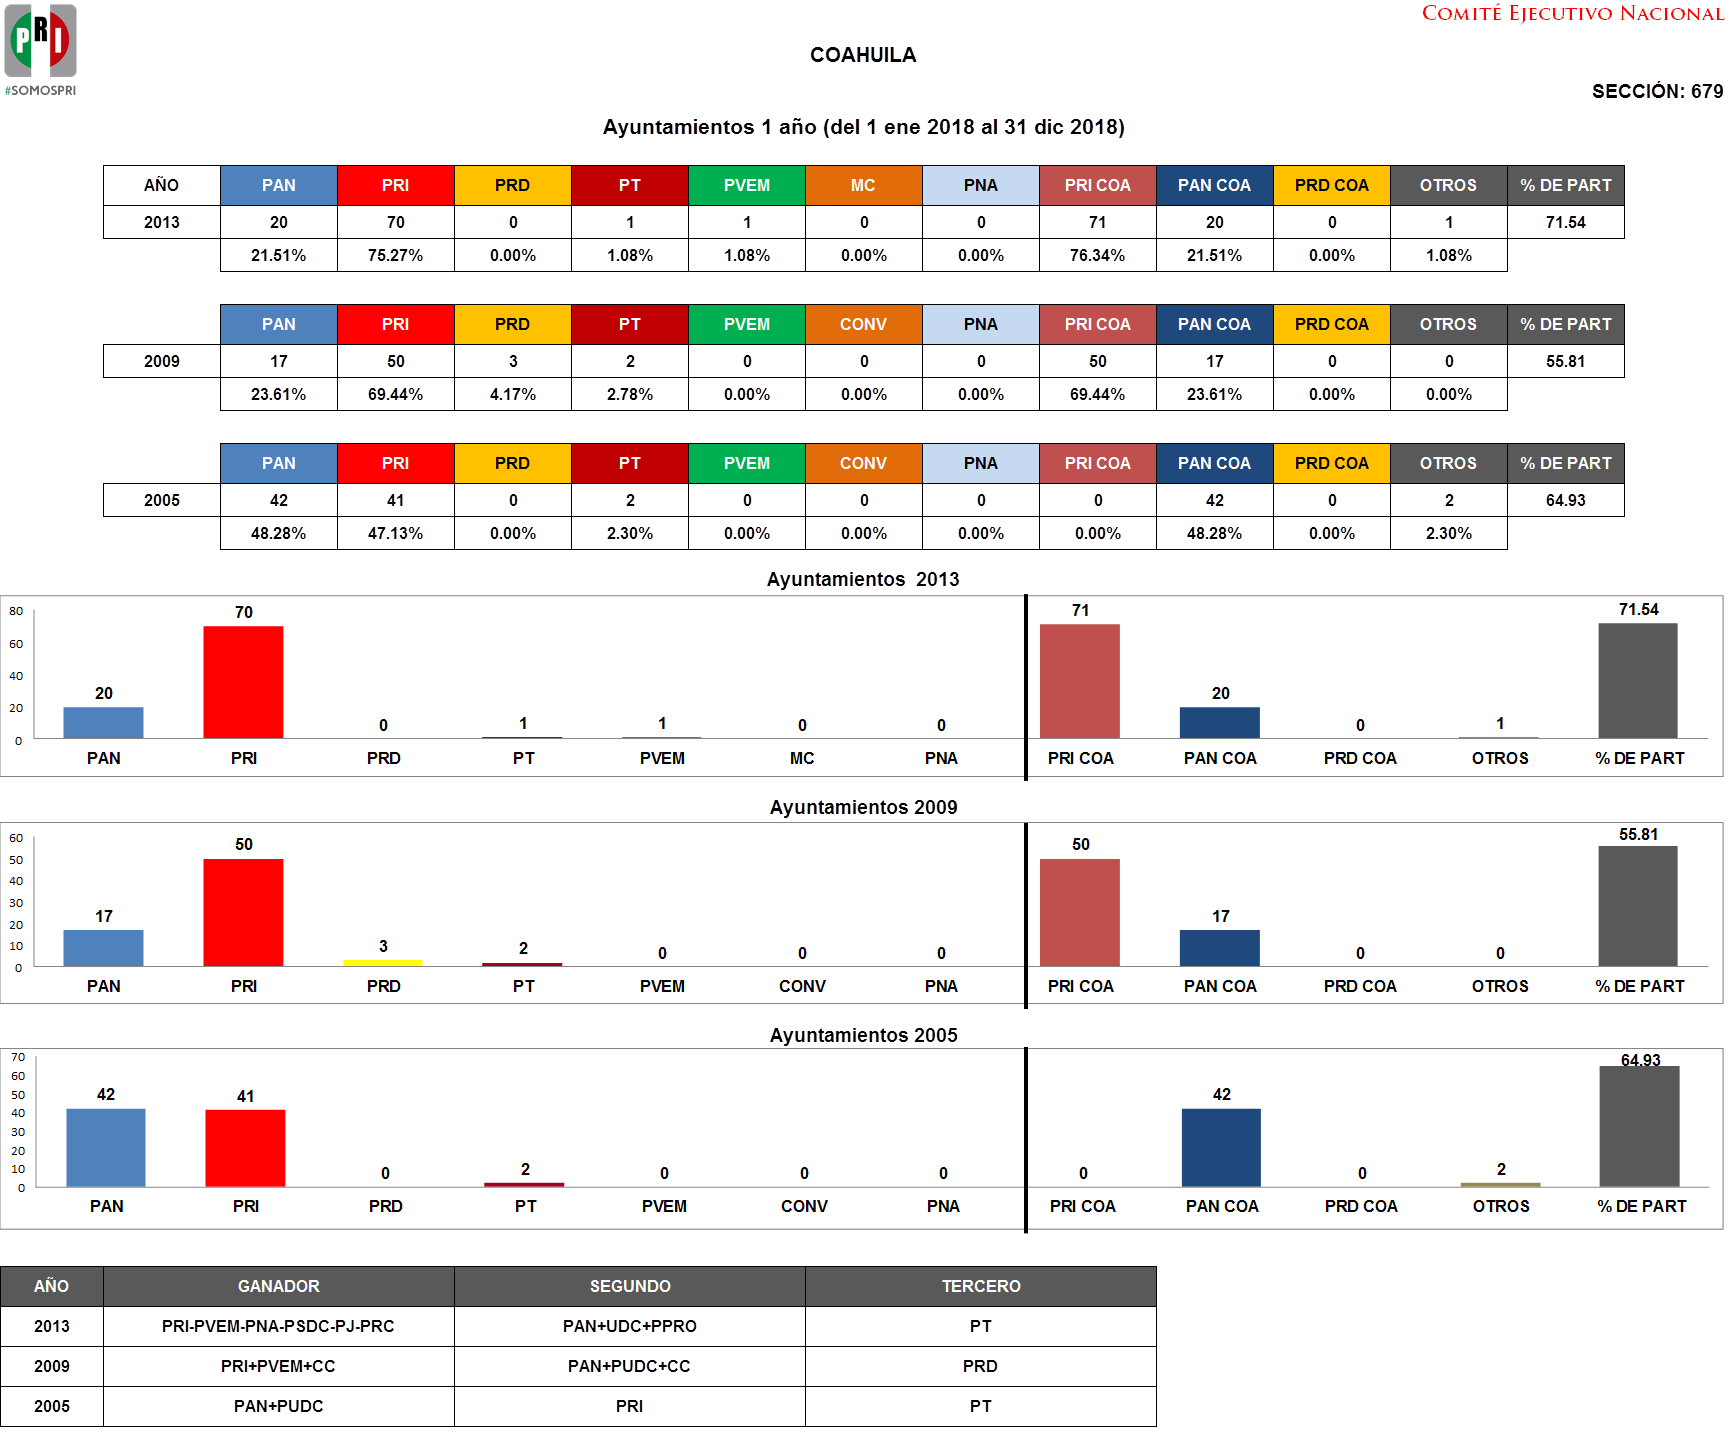 PRI
#SOMOSPRI
COMITÉ EJECUTIVO NACIONAL
COAHUILA
SECCIÓN: 679
Ayuntamientos 1 año (del 1 ene 2018 al 31 dic 2018)
AÑO PAN PRI PRD PT PVEM MC PNA PRI COA PAN COA PRD COA OTROS % DE PART
2013 20 70 0 1 1 0 0 71 20 0 1 71.54
21.51% 75.27% 0.00% 1.08% 1.08% 0.00% 0.00% 76.34% 21.51% 0.00% 1.08%
PAN PRI PRD PT PVEM CONV PNA PRI COA PAN COA PRD COA OTROS % DE PART
2009 17 50 3 2 0 0 0 50 17 0 0 55.81
23.61% 69.44% 4.17% 2.78% 0.00% 0.00% 0.00% 69.44% 23.61% 0.00% 0.00%
PAN PRI PRD PT PVEM CONV PNA PRI COA PAN COA PRD COA OTROS % DE PART
2005 42 41 0 2 0 0 0 0 42 0 2 64.93
48.28% 47.13% 0.00% 2.30% 0.00% 0.00% 0.00% 0.00% 48.28% 0.00% 2.30%
Ayuntamientos 2013
80
60
40
20
0
20 70 0 1 1 0 0 71 20 0 1 71.54
PAN PRI PRD PT PVEM MC PNA PRI COA PAN COA PRD COA OTROS % DE PART
Ayuntamientos 2009
60
50
40
30
20
10
0
17 50 3 2 0 0 0 50 17 0 0 55.81
PAN PRI PRD PT PVEM CONV PNA PRI COA PAN COA PRD COA OTROS % DE PART
Ayuntamientos 2005
70
60
50
40
30
20
10
0
42 41 0 2 0 0 0 0 42 0 2 64.93
PAN PRI PRD PT PVEM CONV PNA PRI COA PAN COA PRD COA OTROS % DE PART
AÑO GANADOR SEGUNDO TERCERO
2013 PRI-PVEM-PNA-PSDC-PJ-PRC PAN+UDC+PPRO PT
2009 PRI+PVEM+CC PAN+PUDC+CC PRD
2005 PAN+PUDC PRI PT